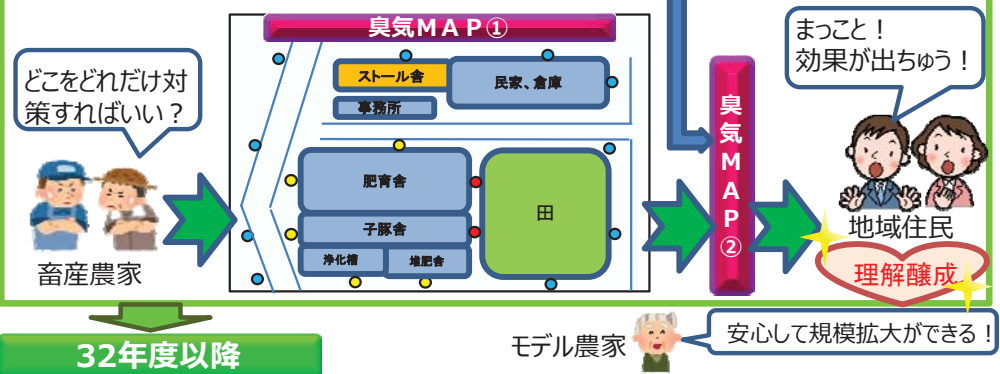 臭気MAP①
どこをどれだけ対
策すればいい？
ストール舎
民家、倉庫
事務所
肥育舎
子豚舎
浄化槽
堆肥舎
田
畜産農家
臭気MAP②
まっこと！
効果が出ちゅう！
地域住民
理解醸成
32年度以降
モデル農家
安心して規模拡大ができる！